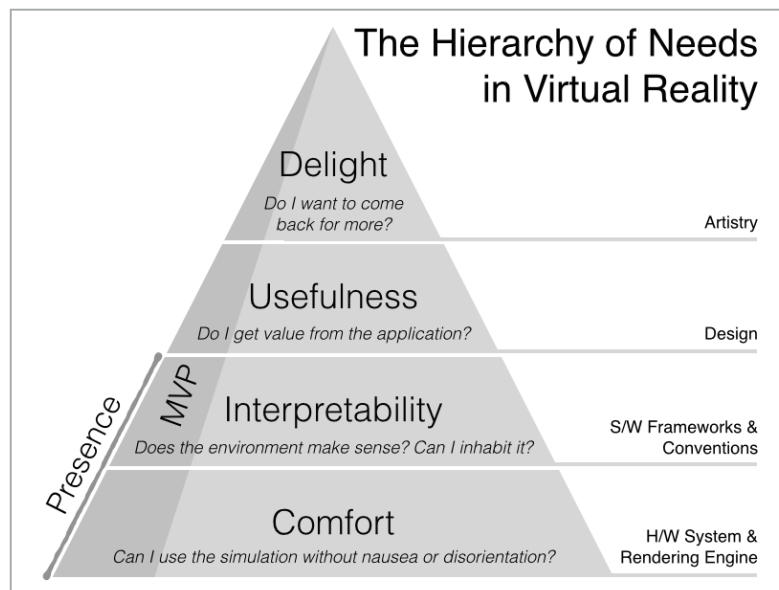 The Hierarchy of Needs
in Virtual Reality
Delight
Do I want to come
back for more?
Artistry
Usefulness
Do I get value from the application?
Design
Presence
MVP
Interpretability
Does the environment make sense? Can I inhabit it?
S/W Frameworks &
Conventions
Comfort
Can I use the simulation without nausea or disorientation?
H/W System &
Rendering Engine